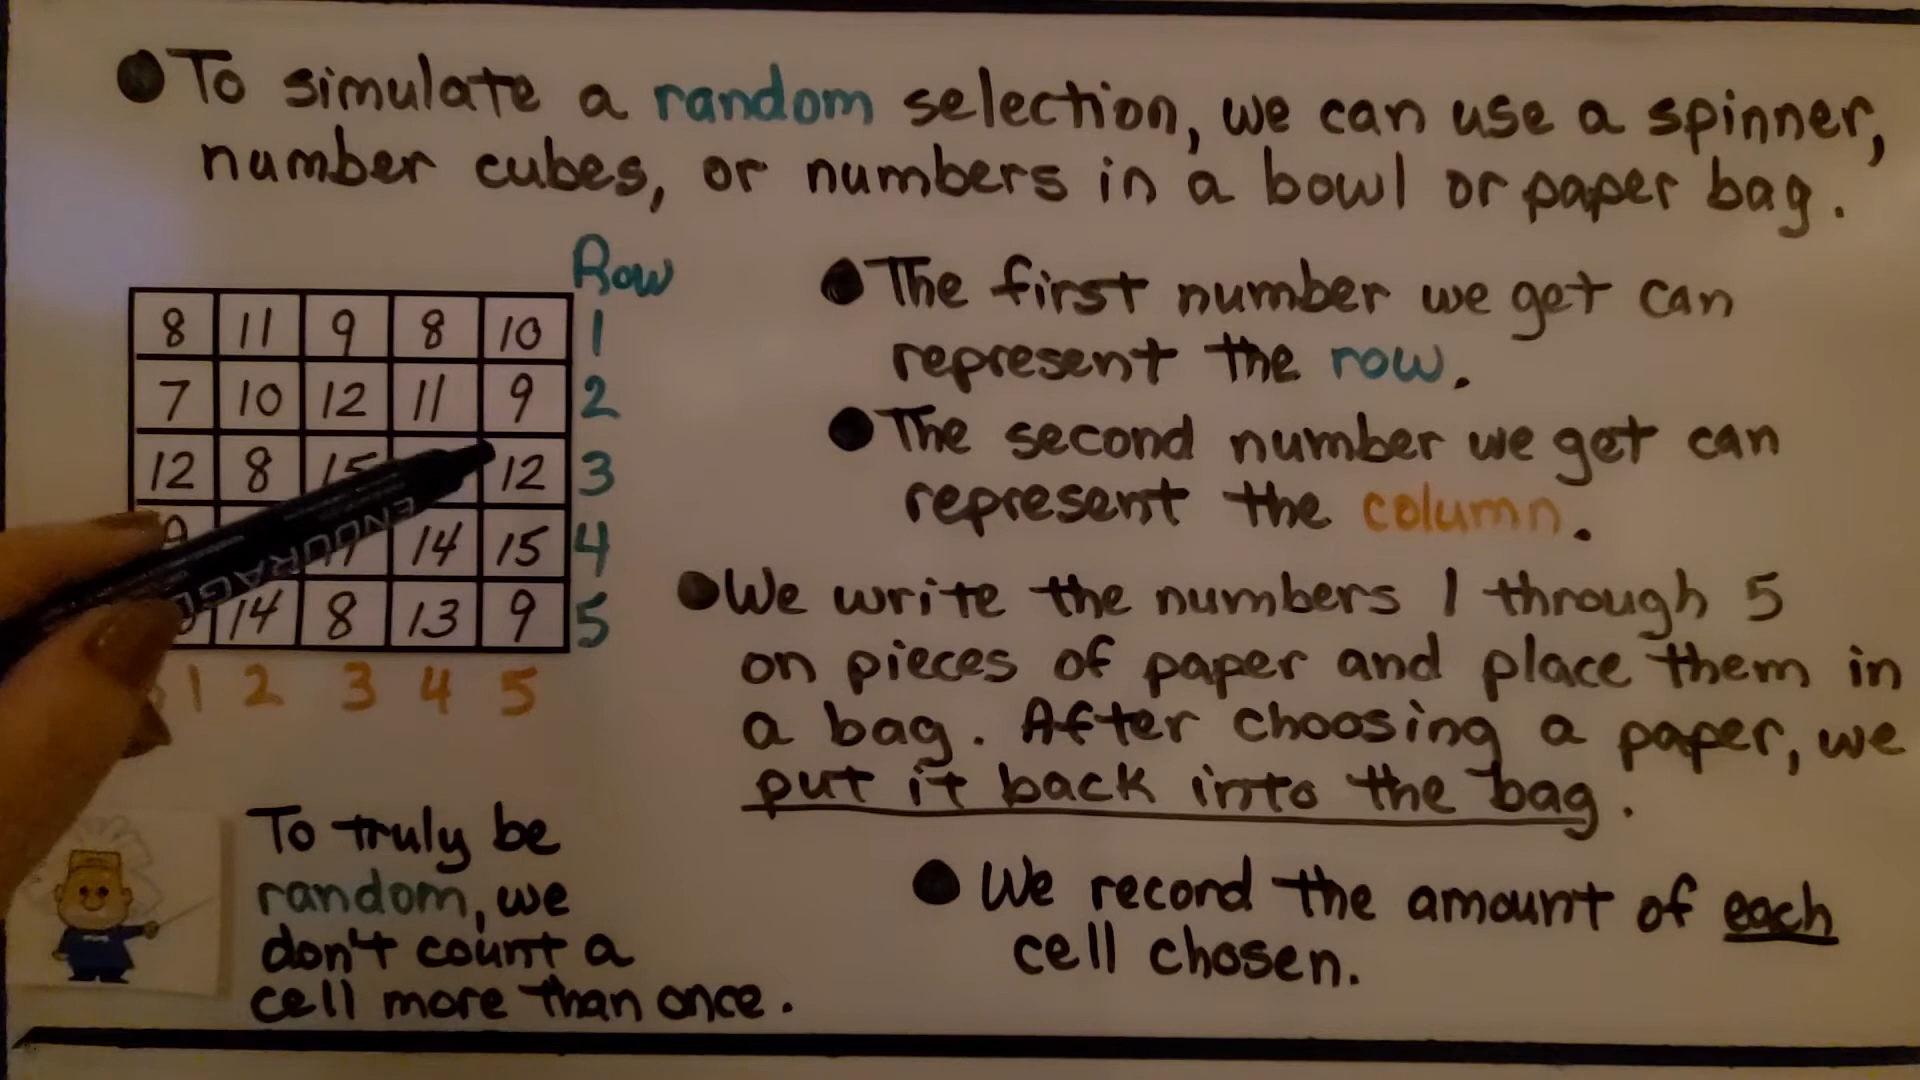 ●To simulate a random selection, we can use a spinner,
number cubes, or numbers in a bowl or paper bag.
Row
8 11 9 8 10 1
7 10 12 11 9 2
12 8 15 12 3
14 15 4
14 8 13 9 5
1 2 3 4 5
●The first number we get can
represent the row.
●The second number we get can
represent the column.
●We write the numbers 1 through 5
on pieces of paper and place them in
a bag. After choosing a paper, we
put it back into the bag.
●We record the amount of each
cell chosen.
To truly be
random, we
don't count a
cell more than once.